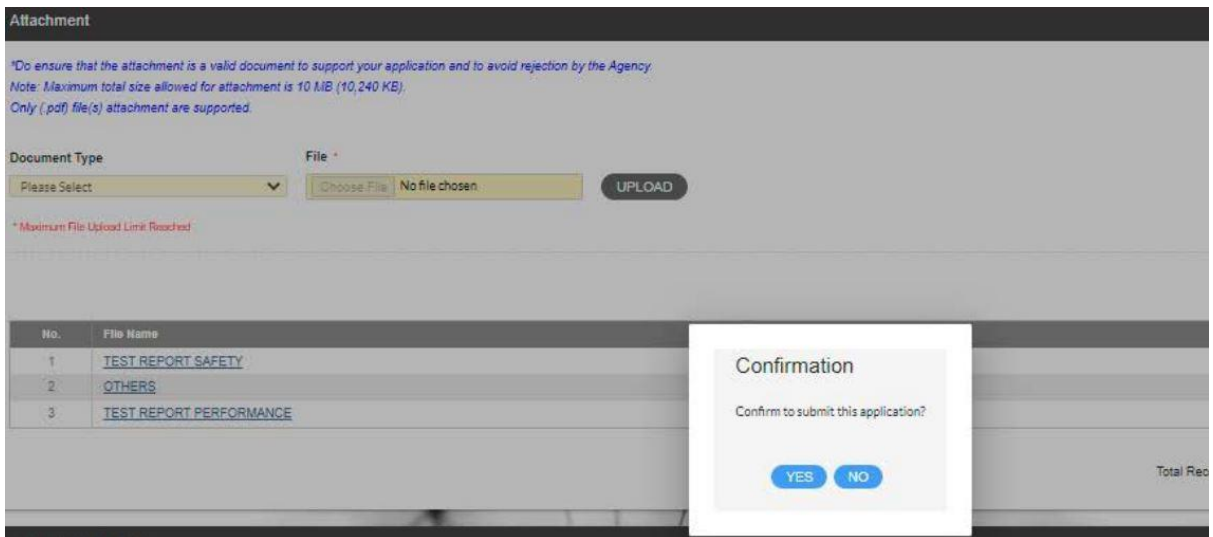 Attachment
*Do ensure that the attachment is a valid document to support your application and to avoid rejection by the Agency.
Note: Maximum total size allowed for attachment is 10 MB (10,240 KB).
Only (.pdf) file(s) attachment are supported.
Document Type File *
Please Select Choose File No file chosen UPLOAD
* Maximum File Upload Limit Reached
No. File Name
1 TEST REPORT SAFETY
2 OTHERS
3 TEST REPORT PERFORMANCE
Confirmation
Confirm to submit this application?
YES NO
Total Rec